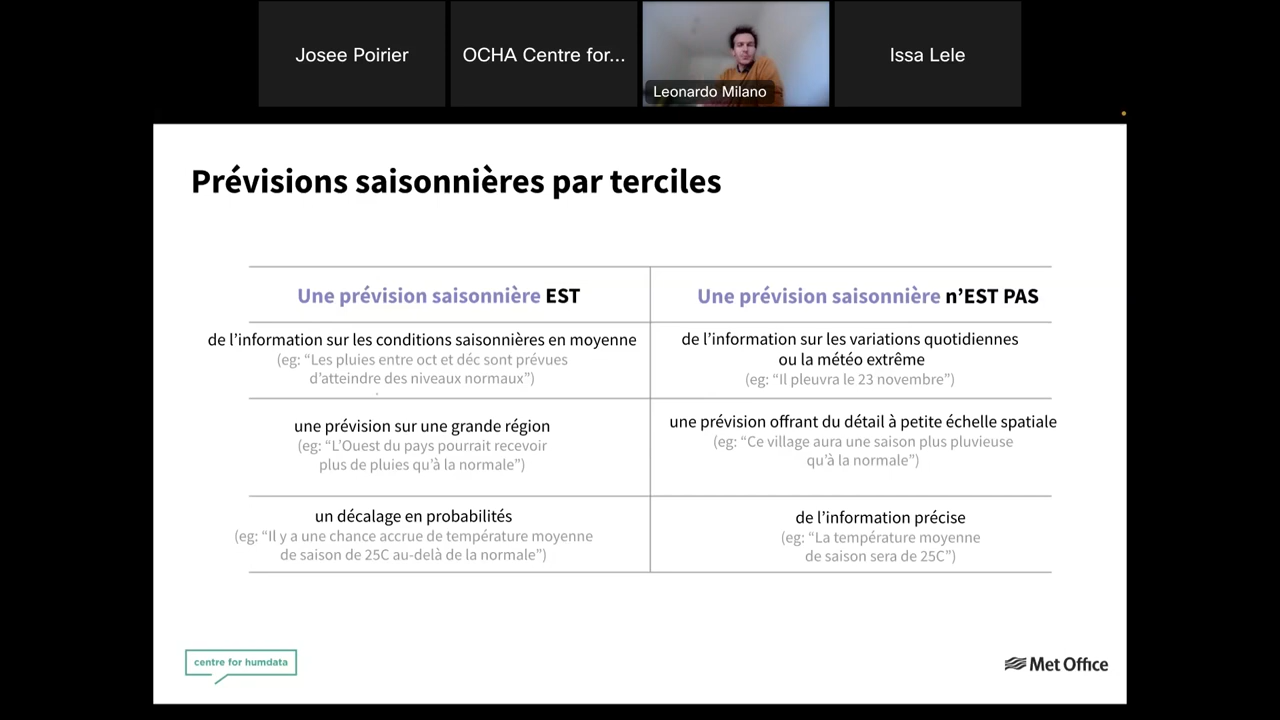 Josee Poirier
OCHA Centre for...
Leonardo Milano
Issa Lele
Prévisions saisonnières par terciles
Une prévision saisonnière EST
Une prévision saisonnière n’EST PAS
de l’information sur les conditions saisonnières en moyenne
(eg: “Les pluies entre oct et déc sont prévues
d’atteindre des niveaux normaux”)
de l’information sur les variations quotidiennes
ou la météo extrême
(eg: “Il pleuvra le 23 novembre”)
une prévision sur une grande région
(eg: “L’Ouest du pays pourrait recevoir
plus de pluies qu’à la normale”)
une prévision offrant du détail à petite échelle spatiale
(eg: “Ce village aura une saison plus pluvieuse
qu’à la normale”)
un décalage en probabilités
(eg: “Il y a une chance accrue de température moyenne
de saison de 25C au-delà de la normale”)
de l’information précise
(eg: “La température moyenne
de saison sera de 25C”)
centre for humdata
Met Office